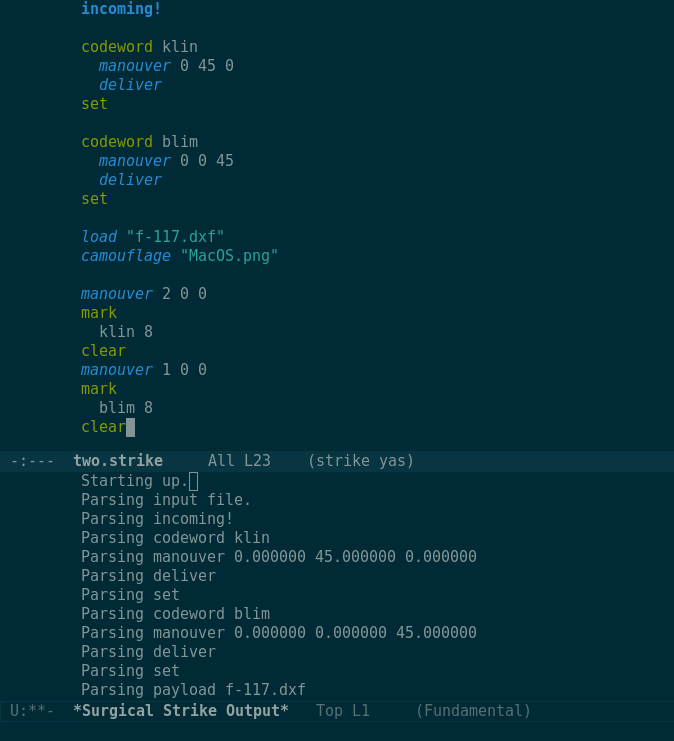 incoming!
codeword klin
manouver 0 45 0
deliver
set
codeword blim
manouver 0 0 45
deliver
set
load "f-117.dxf"
camouflage "MacOS.png"
manouver 2 0 0
mark
klin 8
clear
manouver 1 0 0
mark
blim 8
clear
-:--- two.strike All L23 (strike yas)
Starting up.
Parsing input file.
Parsing incoming!
Parsing codeword klin
Parsing manouver 0.000000 45.000000 0.000000
Parsing deliver
Parsing set
Parsing codeword blim
Parsing manouver 0.000000 0.000000 45.000000
Parsing deliver
Parsing set
Parsing payload f-117.dxf
U:**- *Surgical Strike Output* Top L1 (Fundamental)